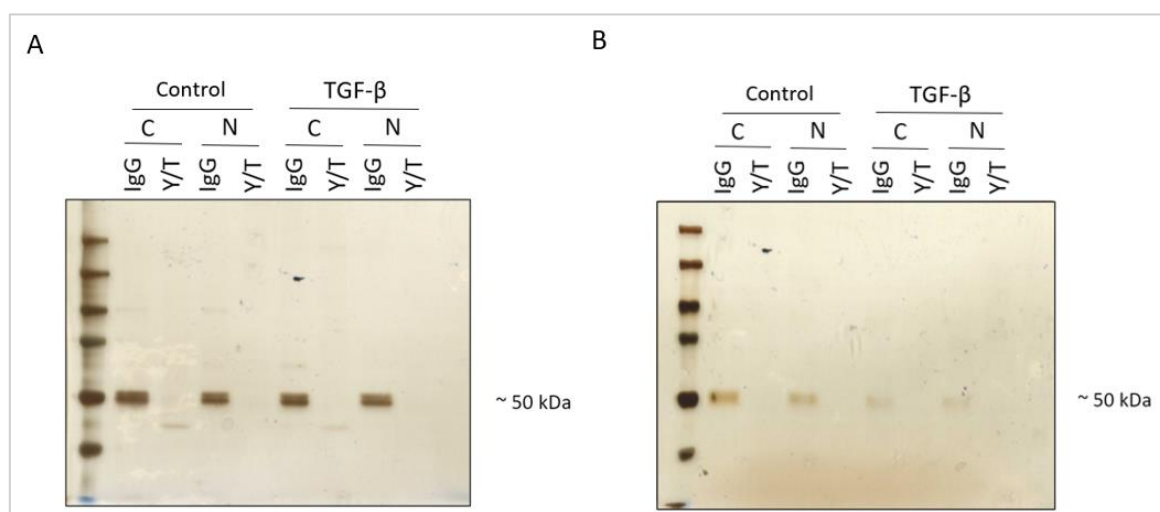 A
Control TGF-β
C N C N
IgG Y/T IgG Y/T IgG Y/T IgG Y/T
~ 50 kDa
B
Control TGF-β
C N C N
IgG Y/T IgG Y/T IgG Y/T IgG Y/T
~ 50 kDa